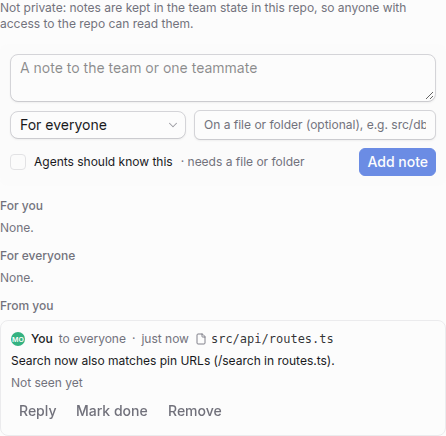 Not private: notes are kept in the team state in this repo, so anyone with
access to the repo can read them.
A note to the team or one teammate
For everyone
On a file or folder (optional), e.g. src/db
Agents should know this · needs a file or folder
Add note
For you
None.
For everyone
None.
From you
MO You to everyone · just now src/api/routes.ts
Search now also matches pin URLs (/search in routes.ts).
Not seen yet
Reply Mark done Remove